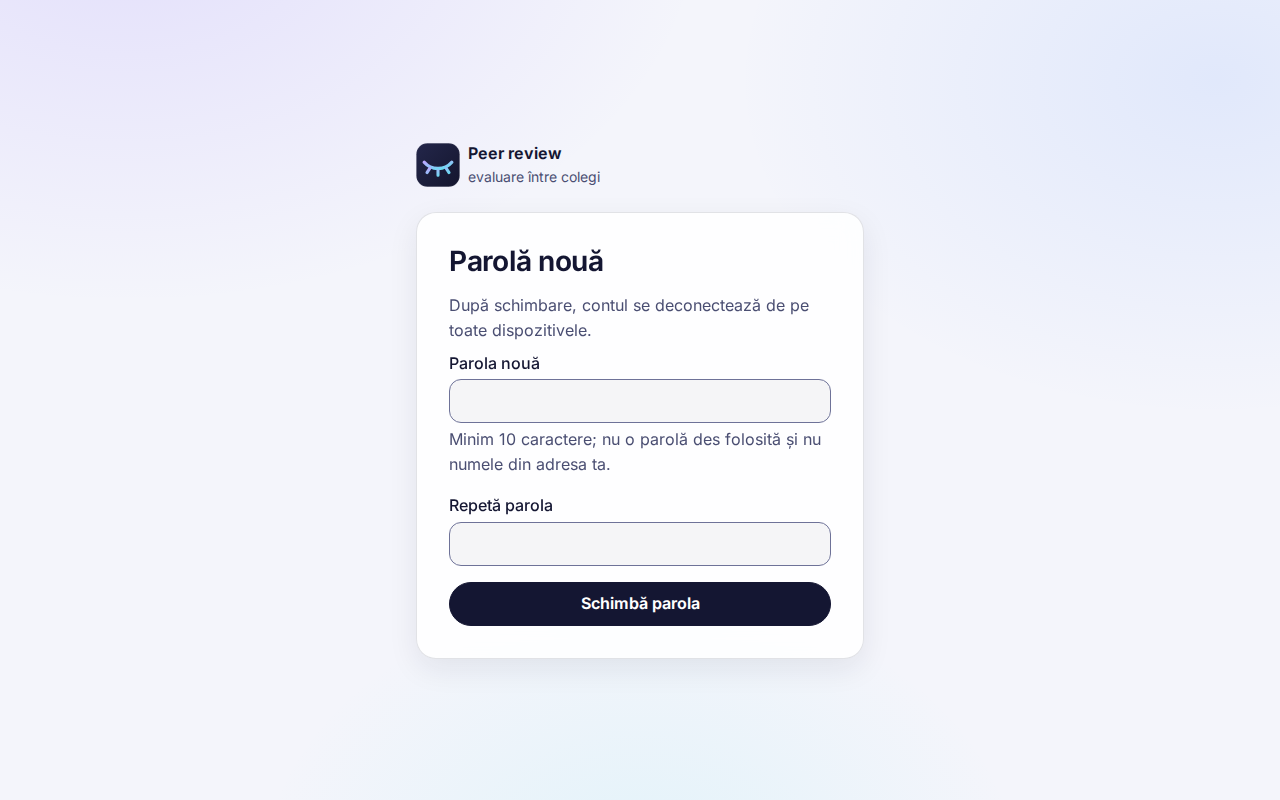 Peer review
evaluare între colegi
Parolă nouă
După schimbare, contul se deconectează de pe
toate dispozitivele.
Parola nouă
Minim 10 caractere; nu o parolă des folosită și nu
numele din adresa ta.
Repetă parola
Schimbă parola